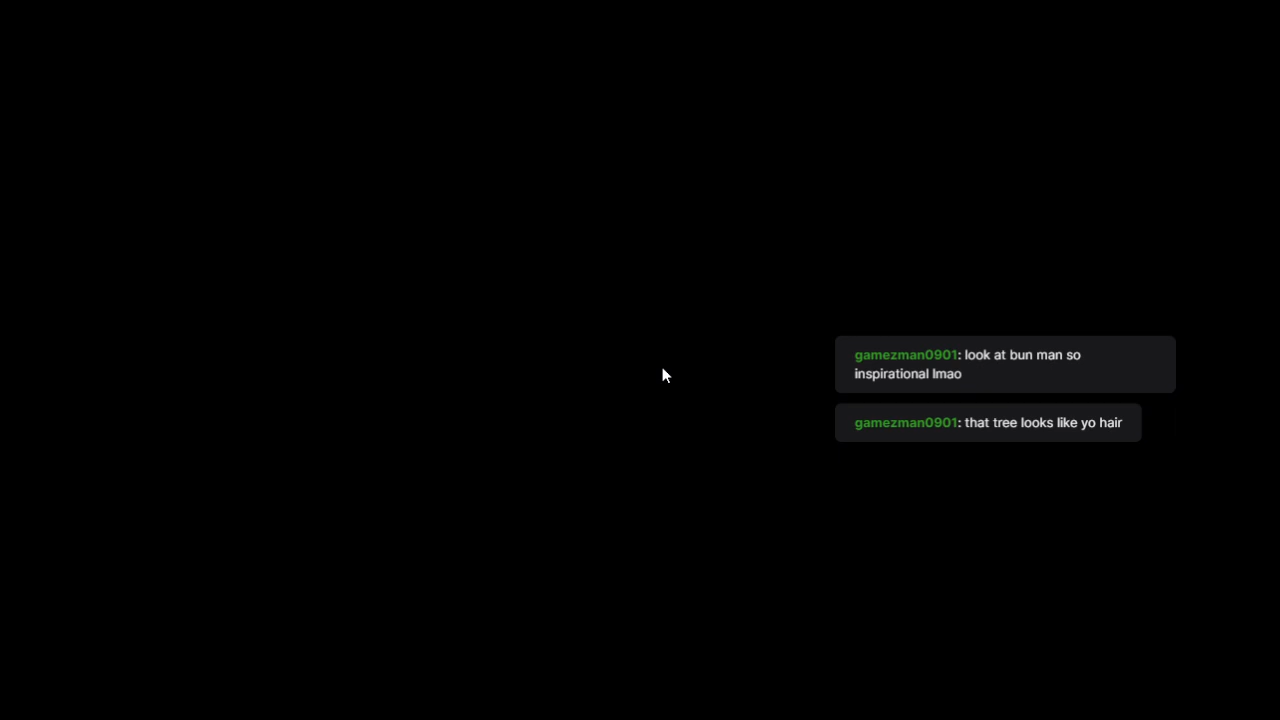 gamezman0901: look at bun man so
inspirational lmao
gamezman0901: that tree looks like yo hair